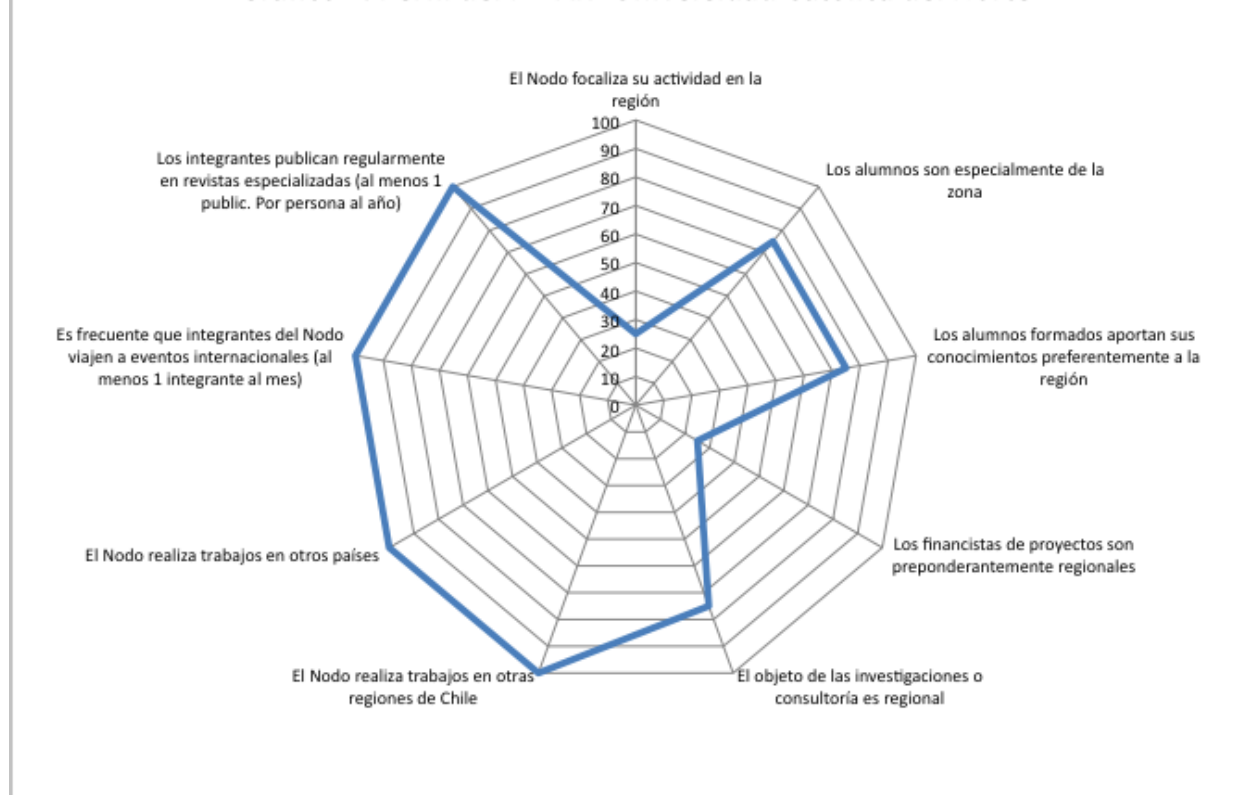 El Nodo focaliza su actividad en la
región
100
90
80
70
60
50
40
30
20
10
0
Los alumnos son especialmente de la
zona
Los alumnos formados aportan sus
conocimientos preferentemente a la
región
Los financistas de proyectos son
preponderantemente regionales
El objeto de las investigaciones o
consultoría es regional
El Nodo realiza trabajos en otras
regiones de Chile
El Nodo realiza trabajos en otros países
Es frecuente que integrantes del Nodo
viajen a eventos internacionales (al
menos 1 integrante al mes)
Los integrantes publican regularmente
en revistas especializadas (al menos 1
public. Por persona al año)